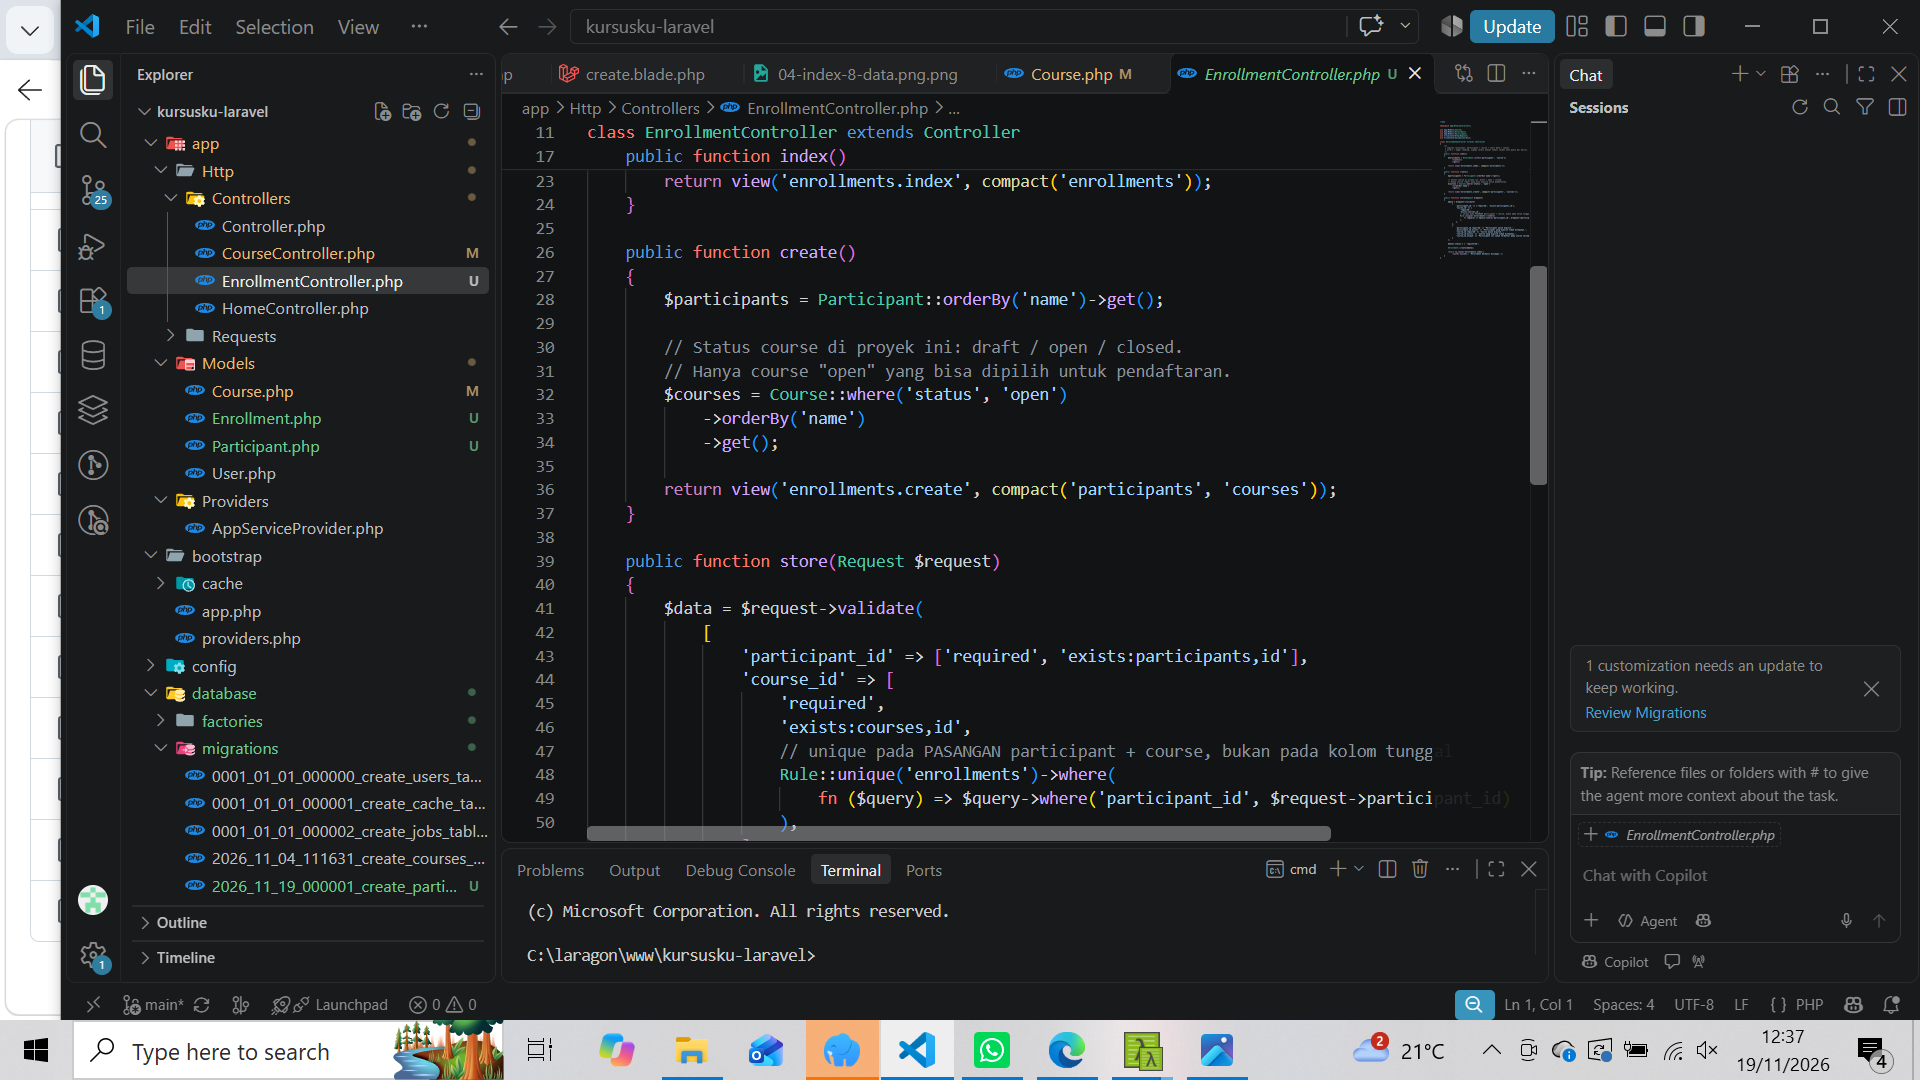 File Edit Selection View ··· kursusku-laravel Update
Explorer ···
kursusku-laravel
app
Http
Controllers
Controller.php
CourseController.php M
EnrollmentController.php U
HomeController.php
Requests
Models
Course.php M
Enrollment.php U
Participant.php U
User.php
Providers
AppServiceProvider.php
bootstrap
cache
app.php
providers.php
config
database
factories
migrations
0001_01_01_000000_create_users_ta...
0001_01_01_000001_create_cache_ta...
0001_01_01_000002_create_jobs_tabl...
2026_11_04_111631_create_courses_...
2026_11_19_000001_create_parti... U
Outline
Timeline
25
1
1
create.blade.php 04-index-8-data.png.png Course.php M EnrollmentController.php U
app > Http > Controllers > EnrollmentController.php > ...
11 class EnrollmentController extends Controller
17 public function index()
23 return view('enrollments.index', compact('enrollments'));
24 }
25
26 public function create()
27 {
28 $participants = Participant::orderBy('name')->get();
29
30 // Status course di proyek ini: draft / open / closed.
31 // Hanya course "open" yang bisa dipilih untuk pendaftaran.
32 $courses = Course::where('status', 'open')
33 ->orderBy('name')
34 ->get();
35
36 return view('enrollments.create', compact('participants', 'courses'));
37 }
38
39 public function store(Request $request)
40 {
41 $data = $request->validate(
42 [
43 'participant_id' => ['required', 'exists:participants,id'],
44 'course_id' => [
45 'required',
46 'exists:courses,id',
47 // unique pada PASANGAN participant + course, bukan pada kolom tunggal
48 Rule::unique('enrollments')->where(
49 fn ($query) => $query->where('participant_id', $request->participant_id)
50 ),
Problems Output Debug Console Terminal Ports cmd
(c) Microsoft Corporation. All rights reserved.
C:\laragon\www\kursusku-laravel>
Chat
Sessions
1 customization needs an update to
keep working.
Review Migrations
Tip: Reference files or folders with # to give
the agent more context about the task.
EnrollmentController.php
Chat with Copilot
Agent
Copilot
main* Launchpad 0 0 Ln 1, Col 1 Spaces: 4 UTF-8 LF { } PHP
Type here to search 2 21°C 12:37
19/11/2026 4